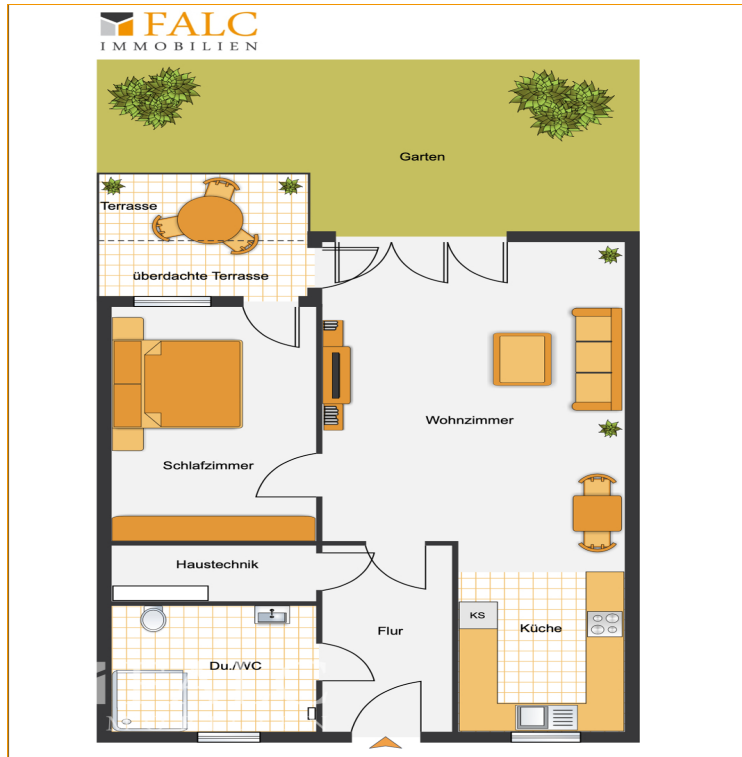 FALC
IMMOBILIEN
Garten
Terrasse
überdachte Terrasse
Wohnzimmer
Schlafzimmer
Haustechnik
KS
Küche
Flur
Du./WC